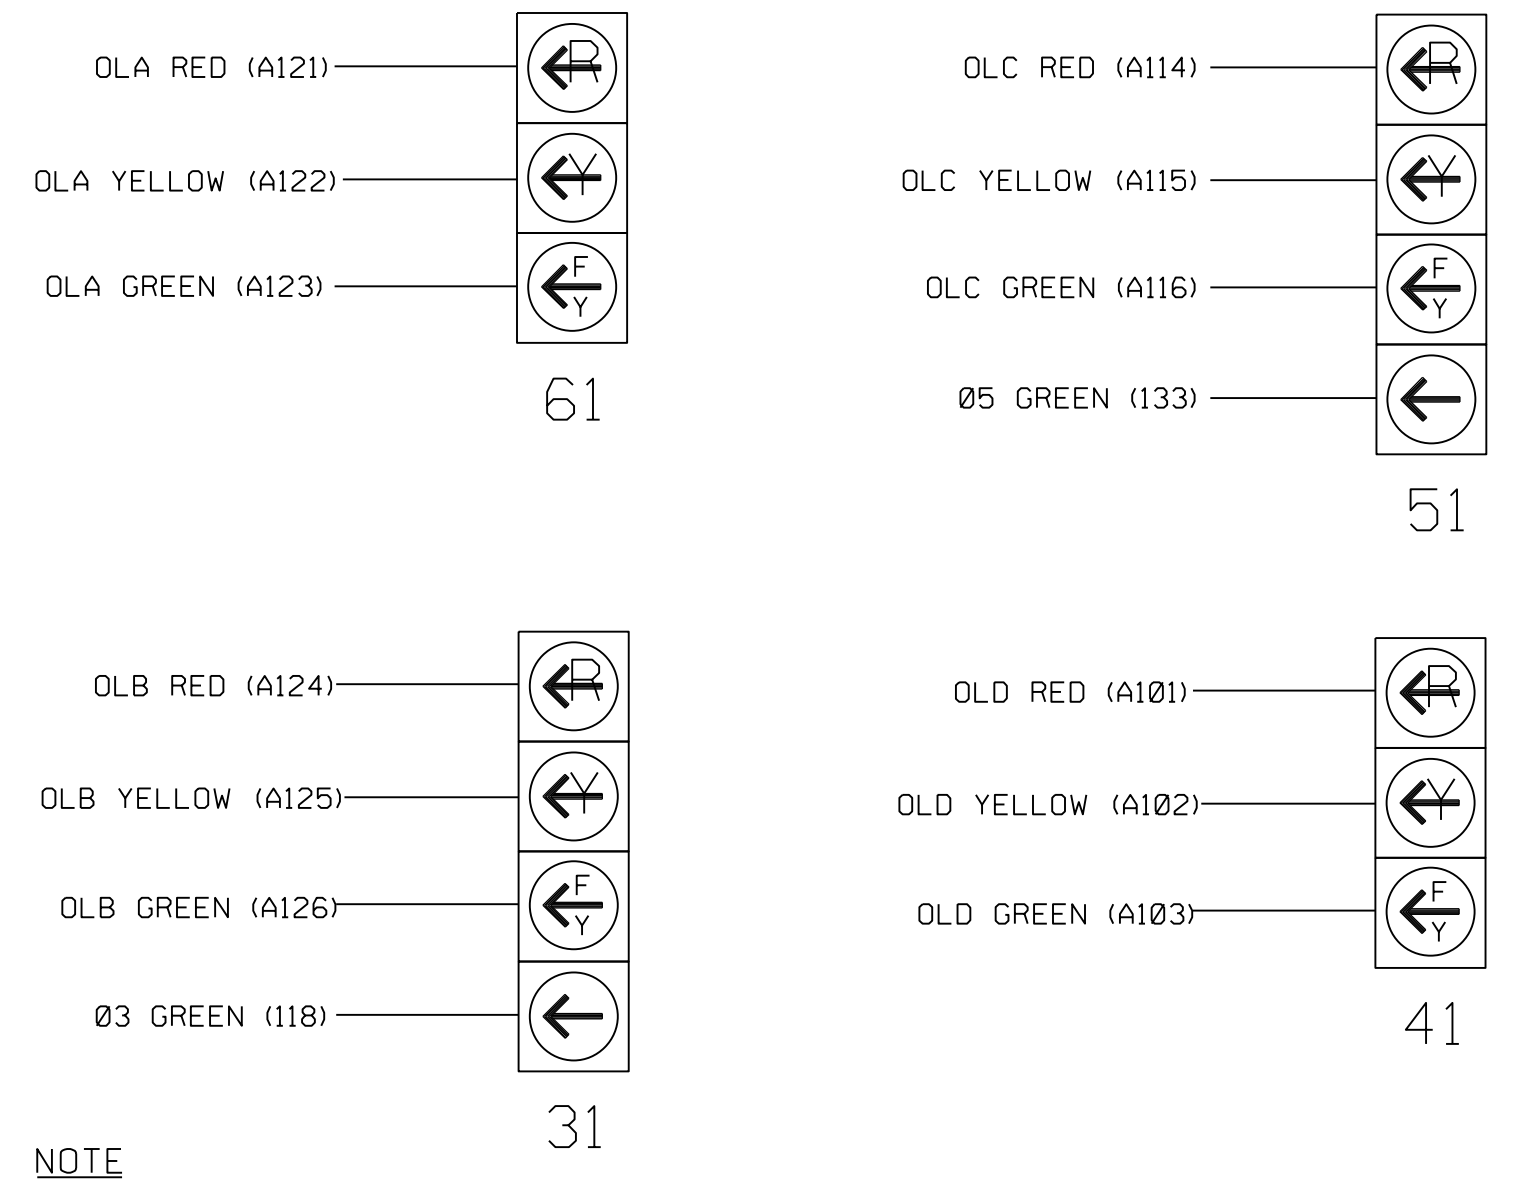 OLA RED (A121)
R
OLA YELLOW (A122)
Y
OLA GREEN (A123)
F
Y
61
OLC RED (A114)
R
OLC YELLOW (A115)
Y
OLC GREEN (A116)
F
Y
Ø5 GREEN (133)
51
OLB RED (A124)
R
OLB YELLOW (A125)
Y
OLB GREEN (A126)
F
Y
Ø3 GREEN (118)
31
OLD RED (A1Ø1)
R
OLD YELLOW (A1Ø2)
Y
OLD GREEN (A1Ø3)
F
Y
41
NOTE